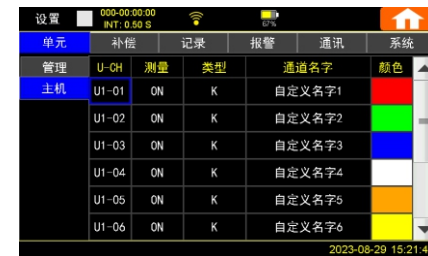 设置 000-00:00:00 67%
INT: 0.50 S
单元 补偿 记录 报警 通讯 系统
管理 U-CH 测量 类型 通道名字 颜色
主机 U1-01 ON K 自定义名字1
U1-02 ON K 自定义名字2
U1-03 ON K 自定义名字3
U1-04 ON K 自定义名字4
U1-05 ON K 自定义名字5
U1-06 ON K 自定义名字6
2023-08-29 15:21:4